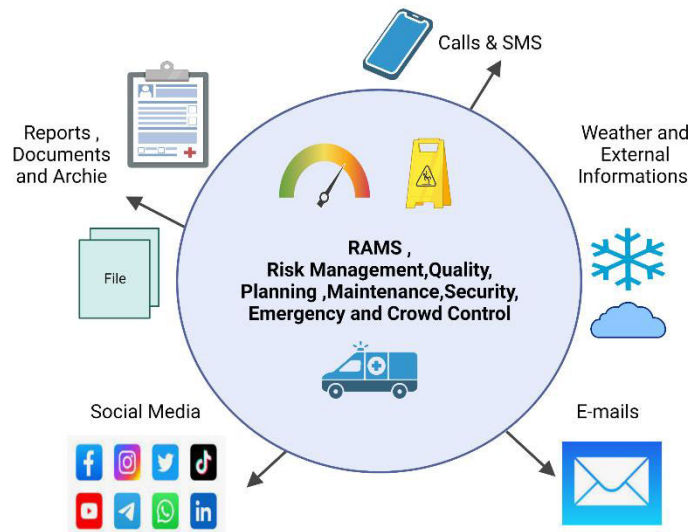 Calls & SMS
Reports ,
Documents
and Archie
Weather and
External
Informations
File
RAMS ,
Risk Management,Quality,
Planning ,Maintenance,Security,
Emergency and Crowd Control
Social Media
E-mails
in